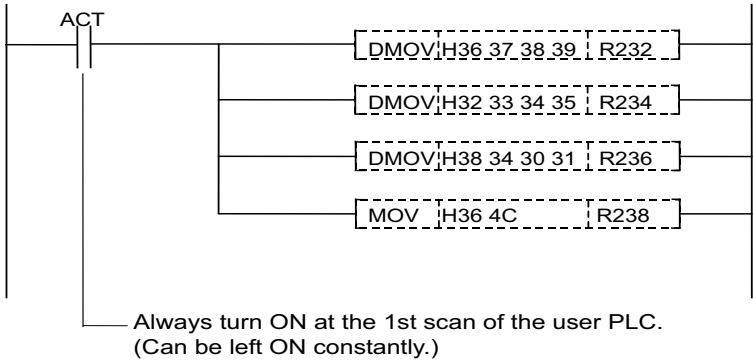 ACT
DMOV H36 37 38 39 R232
DMOV H32 33 34 35 R234
DMOV H38 34 30 31 R236
MOV H36 4C R238
Always turn ON at the 1st scan of the user PLC.
(Can be left ON constantly.)